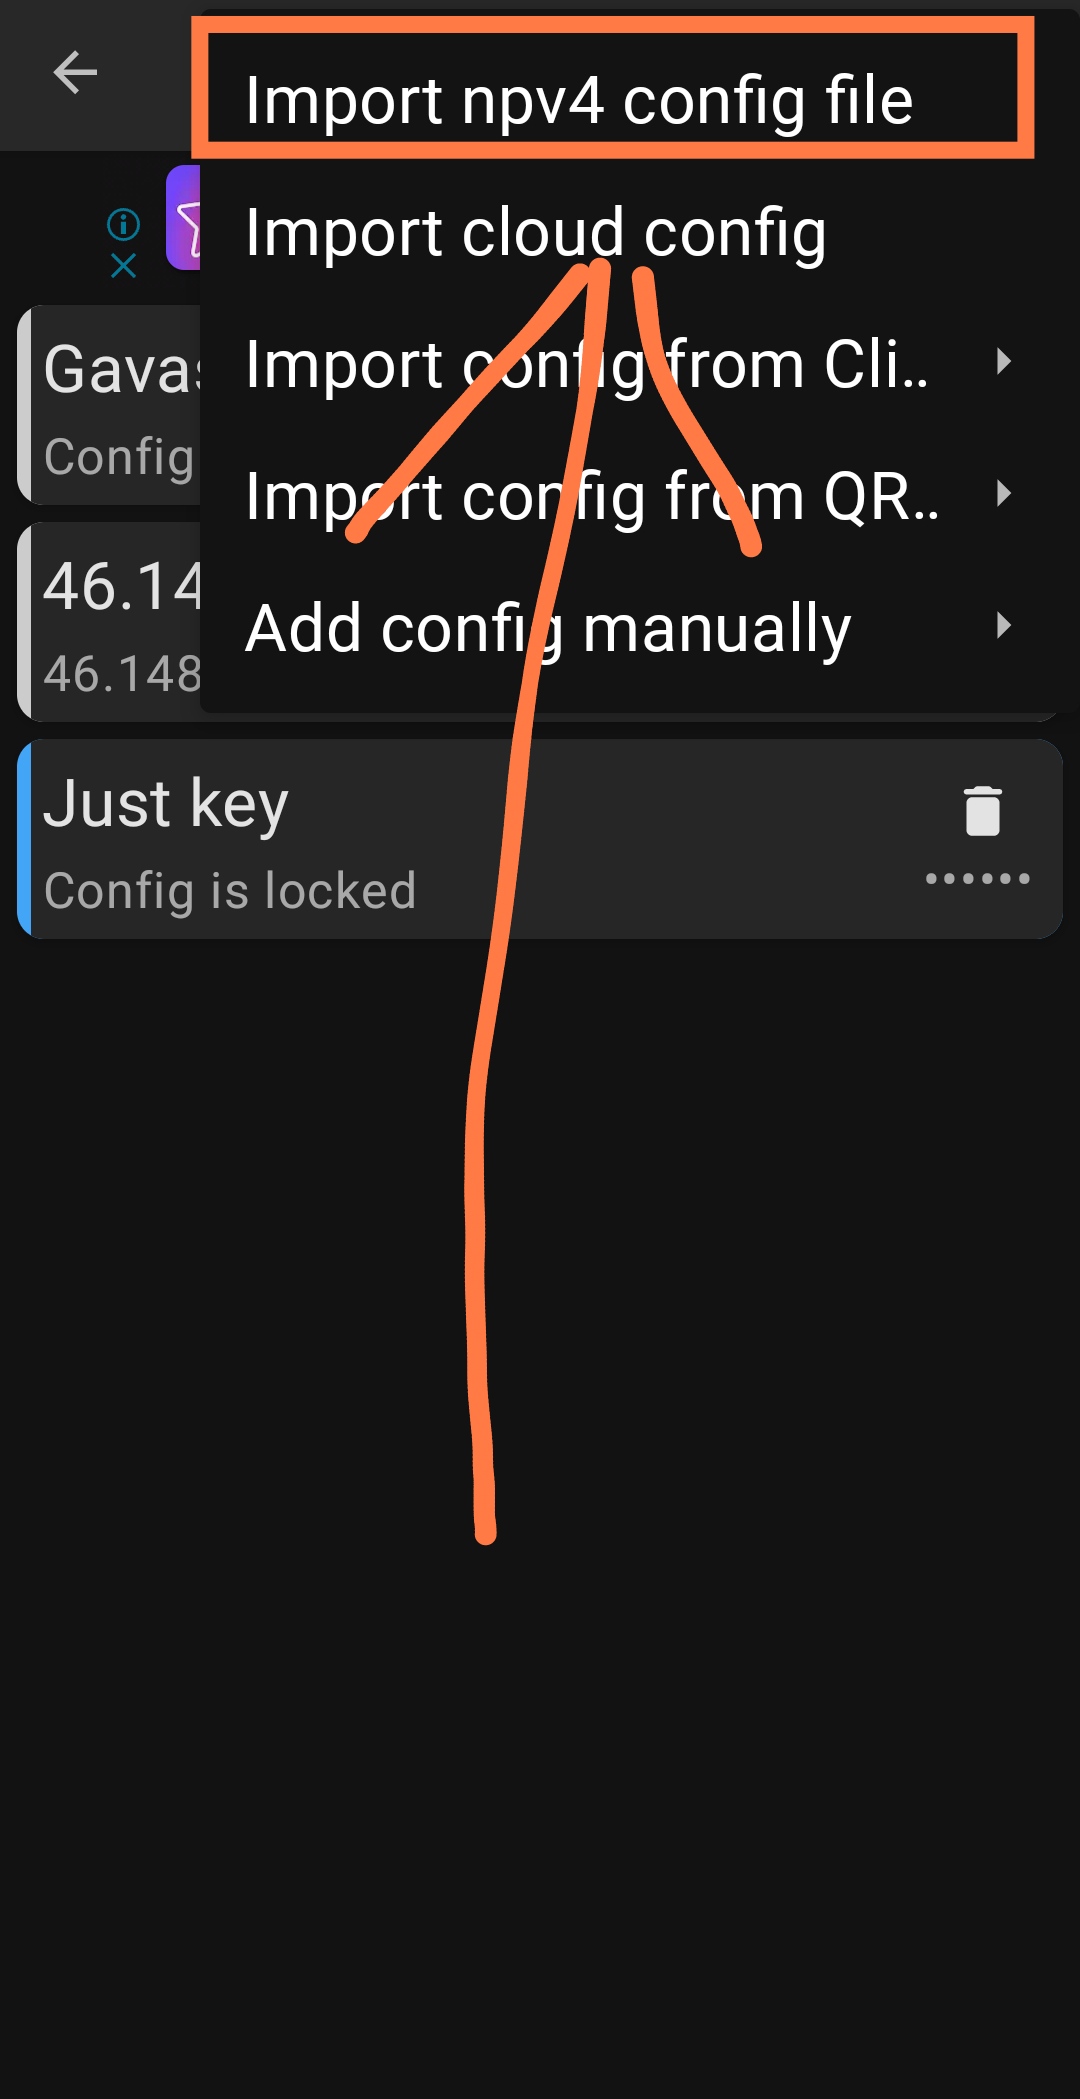 Import npv4 config file
Import cloud config
Import config from Cli..
Import config from QR..
Add config manually
Config
46.14
46.148
Just key
Config is locked